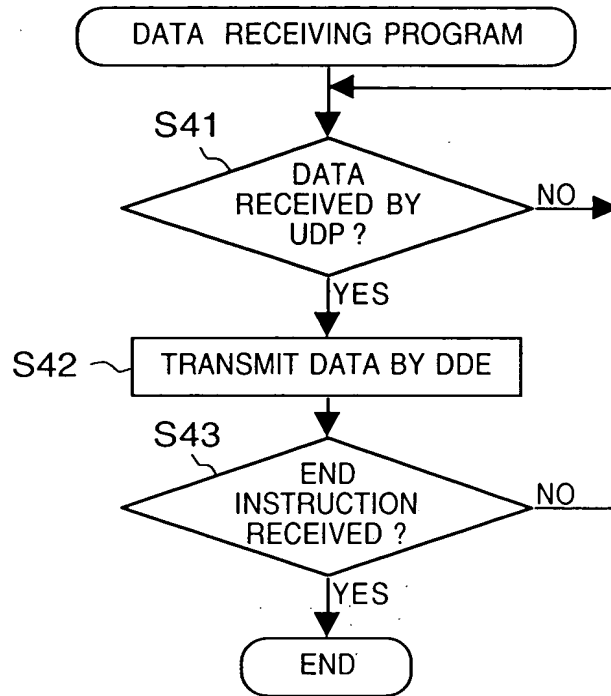 DATA RECEIVING PROGRAM
S41
DATA
RECEIVED BY
UDP ?
NO
YES
S42
TRANSMIT DATA BY DDE
S43
END
INSTRUCTION
RECEIVED ?
NO
YES
END